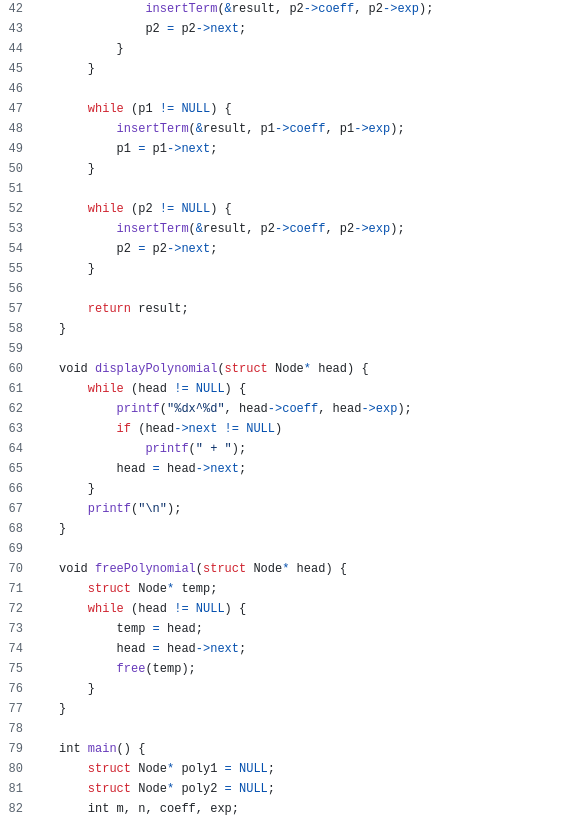 42                 insertTerm(&result, p2->coeff, p2->exp);
43                 p2 = p2->next;
44             }
45         }
46
47         while (p1 != NULL) {
48             insertTerm(&result, p1->coeff, p1->exp);
49             p1 = p1->next;
50         }
51
52         while (p2 != NULL) {
53             insertTerm(&result, p2->coeff, p2->exp);
54             p2 = p2->next;
55         }
56
57         return result;
58     }
59
60     void displayPolynomial(struct Node* head) {
61         while (head != NULL) {
62             printf("%dx^%d", head->coeff, head->exp);
63             if (head->next != NULL)
64                 printf(" + ");
65             head = head->next;
66         }
67         printf("\n");
68     }
69
70     void freePolynomial(struct Node* head) {
71         struct Node* temp;
72         while (head != NULL) {
73             temp = head;
74             head = head->next;
75             free(temp);
76         }
77     }
78
79     int main() {
80         struct Node* poly1 = NULL;
81         struct Node* poly2 = NULL;
82         int m, n, coeff, exp;